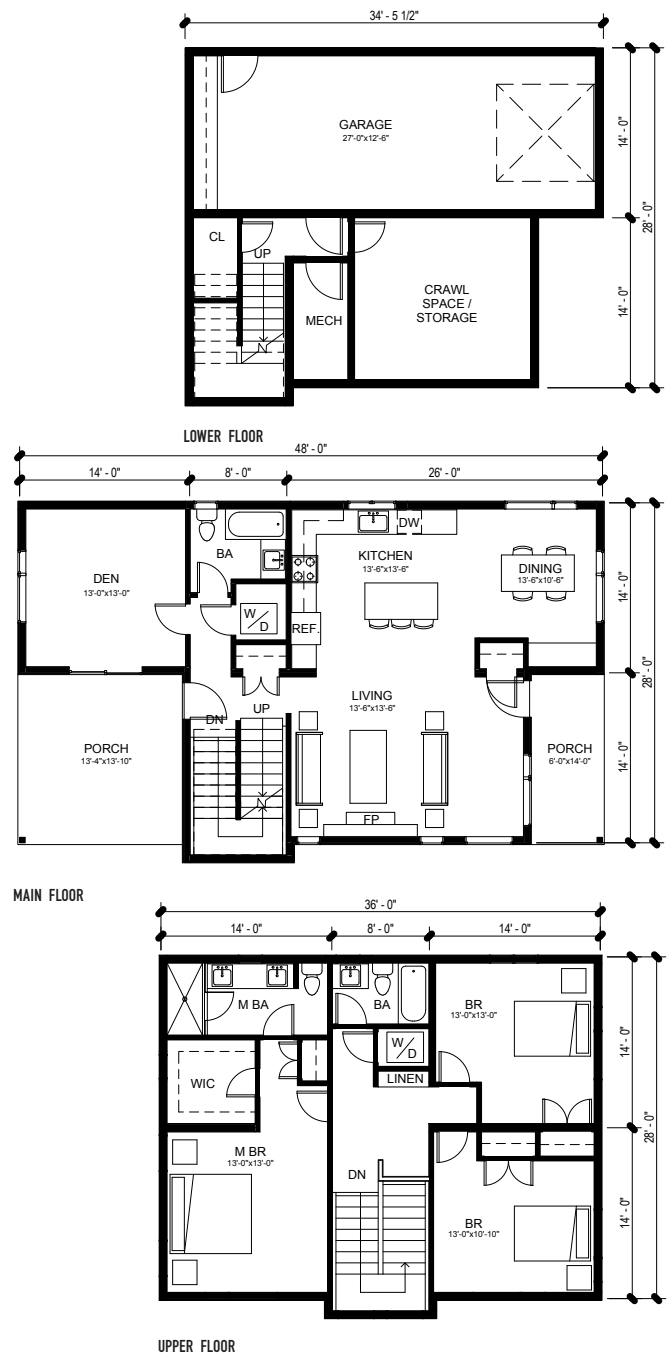 34' - 5 1/2"
GARAGE
27'-0"x12'-6"
14' - 0"
28' - 0"
CL
UP
CRAWL
SPACE /
STORAGE
MECH
14' - 0"
N
LOWER FLOOR
48' - 0"
14' - 0"
8' - 0"
26' - 0"
DW
BA
KITCHEN
13'-6"x13'-6"
DEN
13'-0"x13'-0"
DINING
13'-6"x10'-6"
14' - 0"
W/D
REF.
28' - 0"
LIVING
13'-6"x13'-6"
DN
UP
PORCH
13'-4"x13'-10"
PORCH
6'-0"x14'-0"
14' - 0"
N
FP
MAIN FLOOR
36' - 0"
14' - 0"
8' - 0"
14' - 0"
M BA
BA
BR
13'-0"x13'-0"
14' - 0"
W/D
WIC
LINEN
28' - 0"
M BR
13'-0"x13'-0"
DN
BR
13'-0"x10'-10"
14' - 0"
UPPER FLOOR